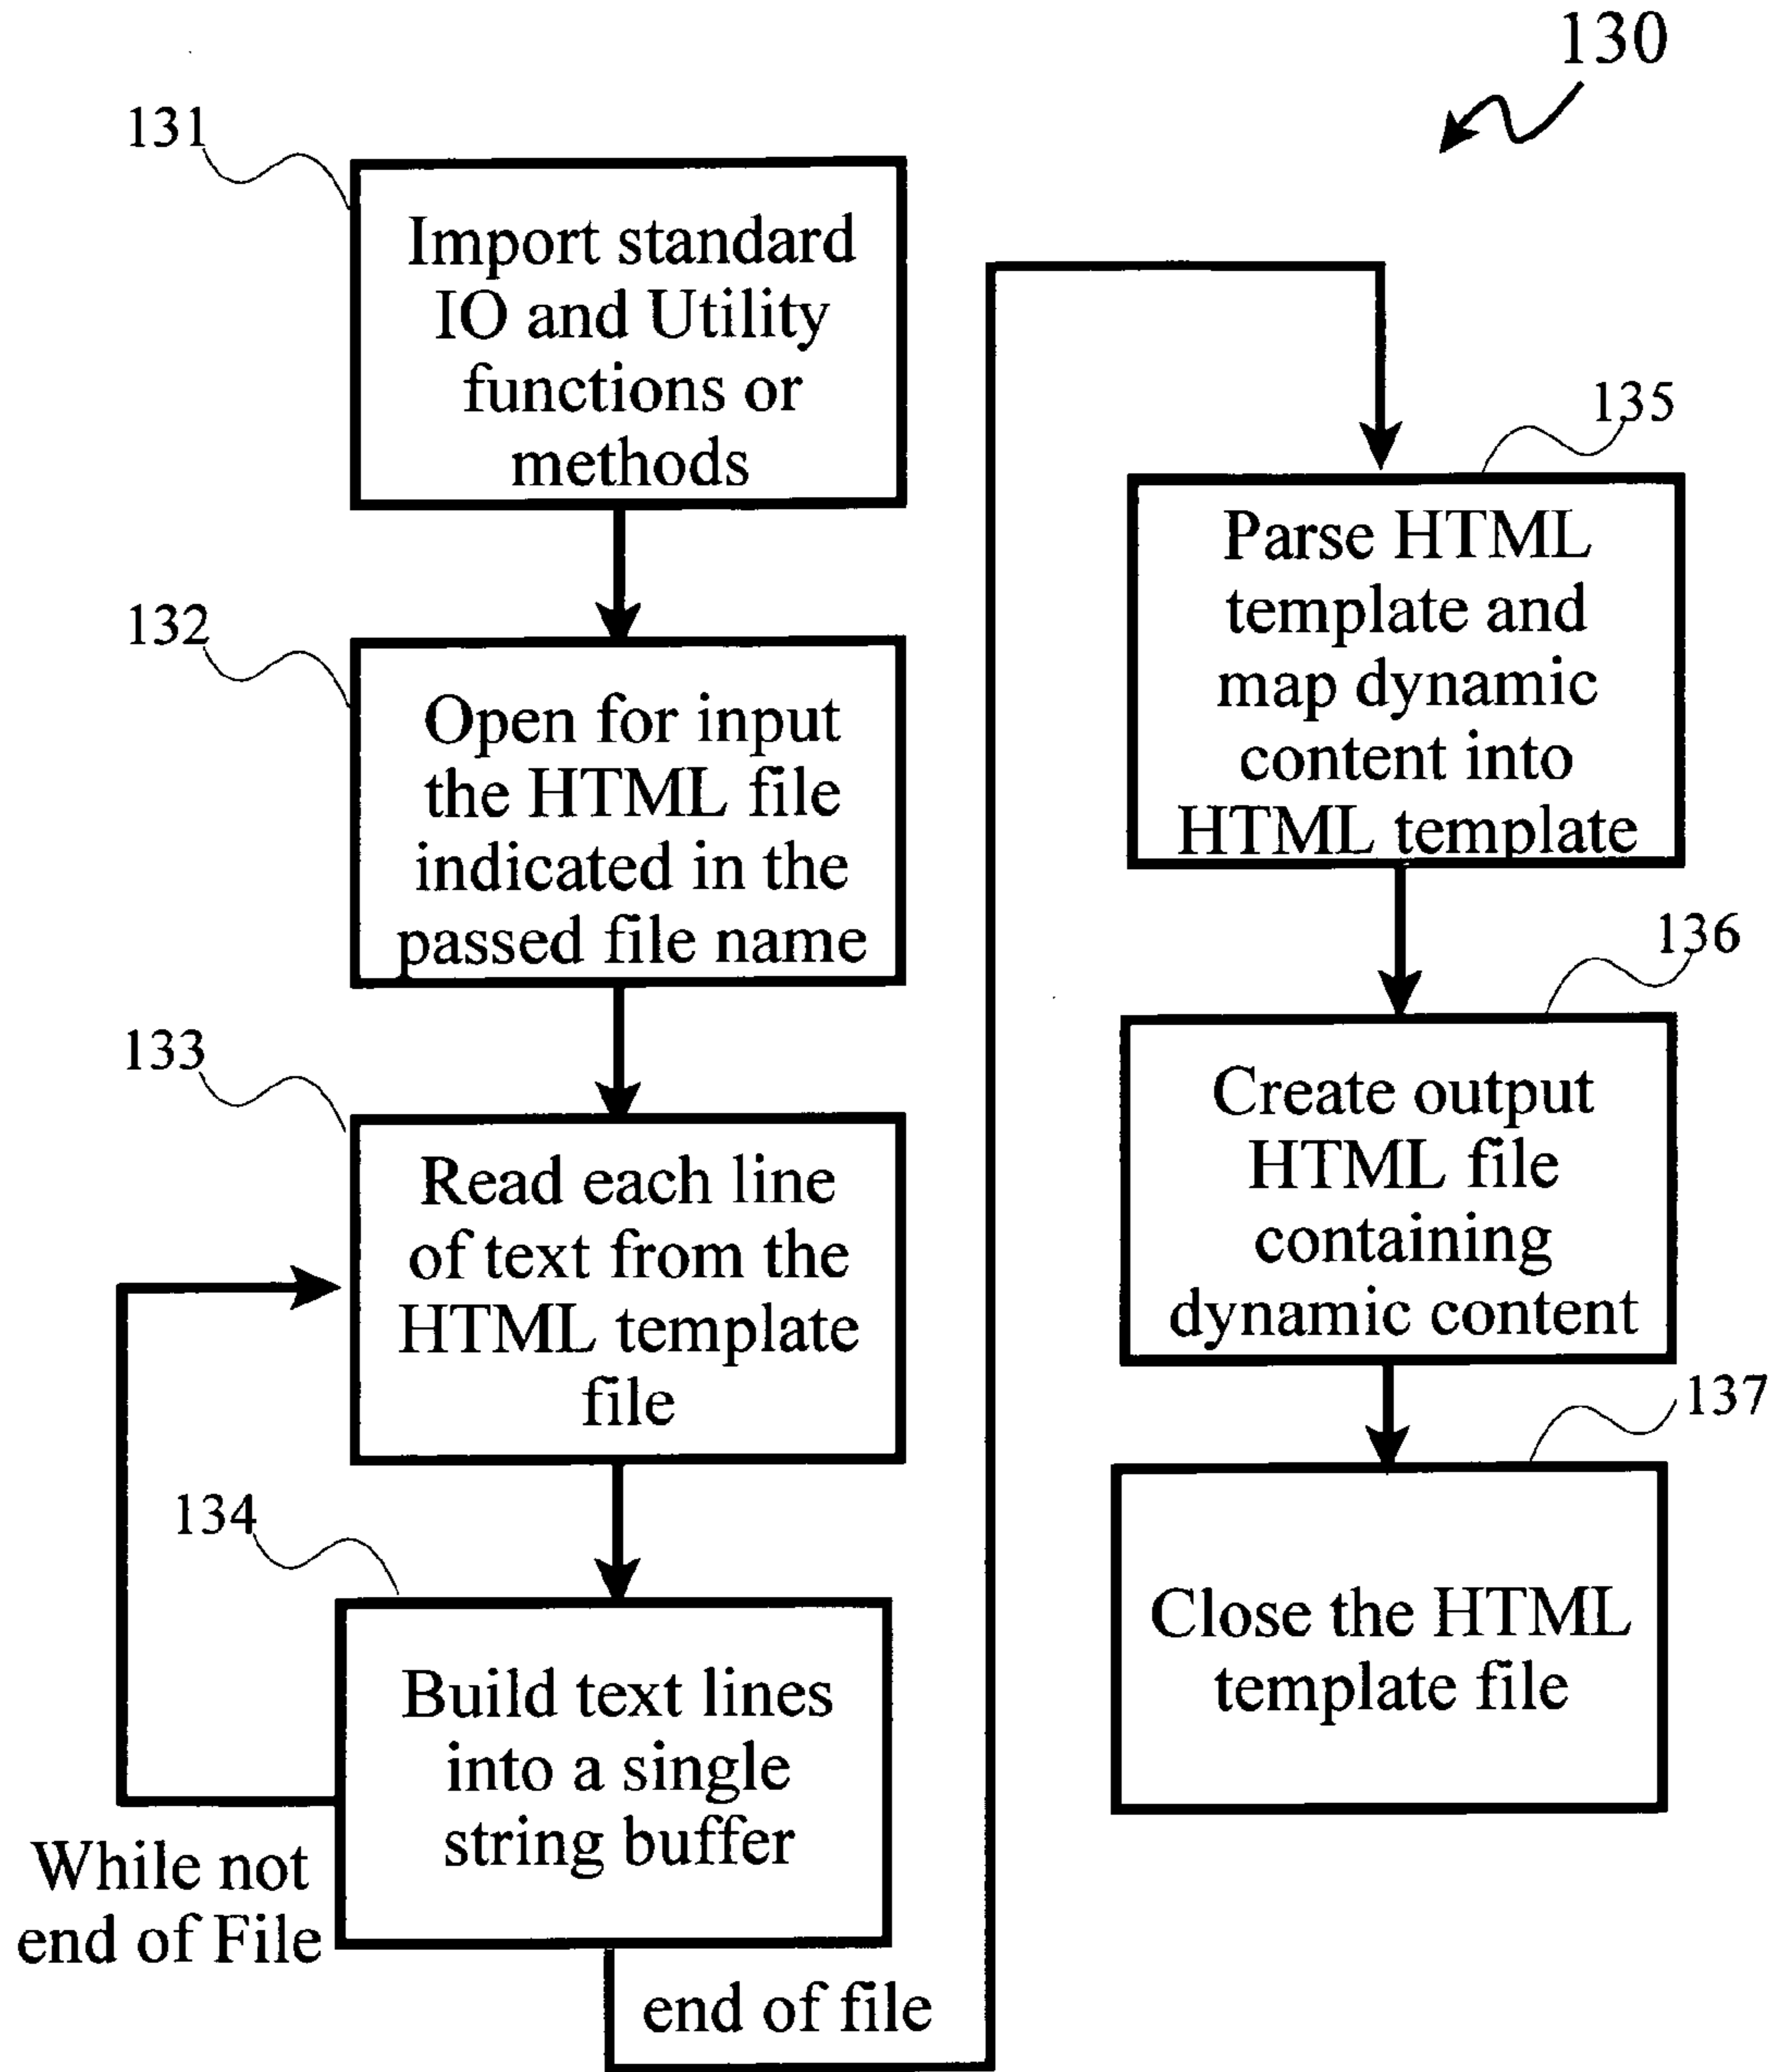 130
131
Import standard
IO and Utility
functions or
methods
132
Open for input
the HTML file
indicated in the
passed file name
133
Read each line
of text from the
HTML template
file
134
Build text lines
into a single
string buffer
While not
end of File
end of file
135
Parse HTML
template and
map dynamic
content into
HTML template
136
Create output
HTML file
containing
dynamic content
137
Close the HTML
template file